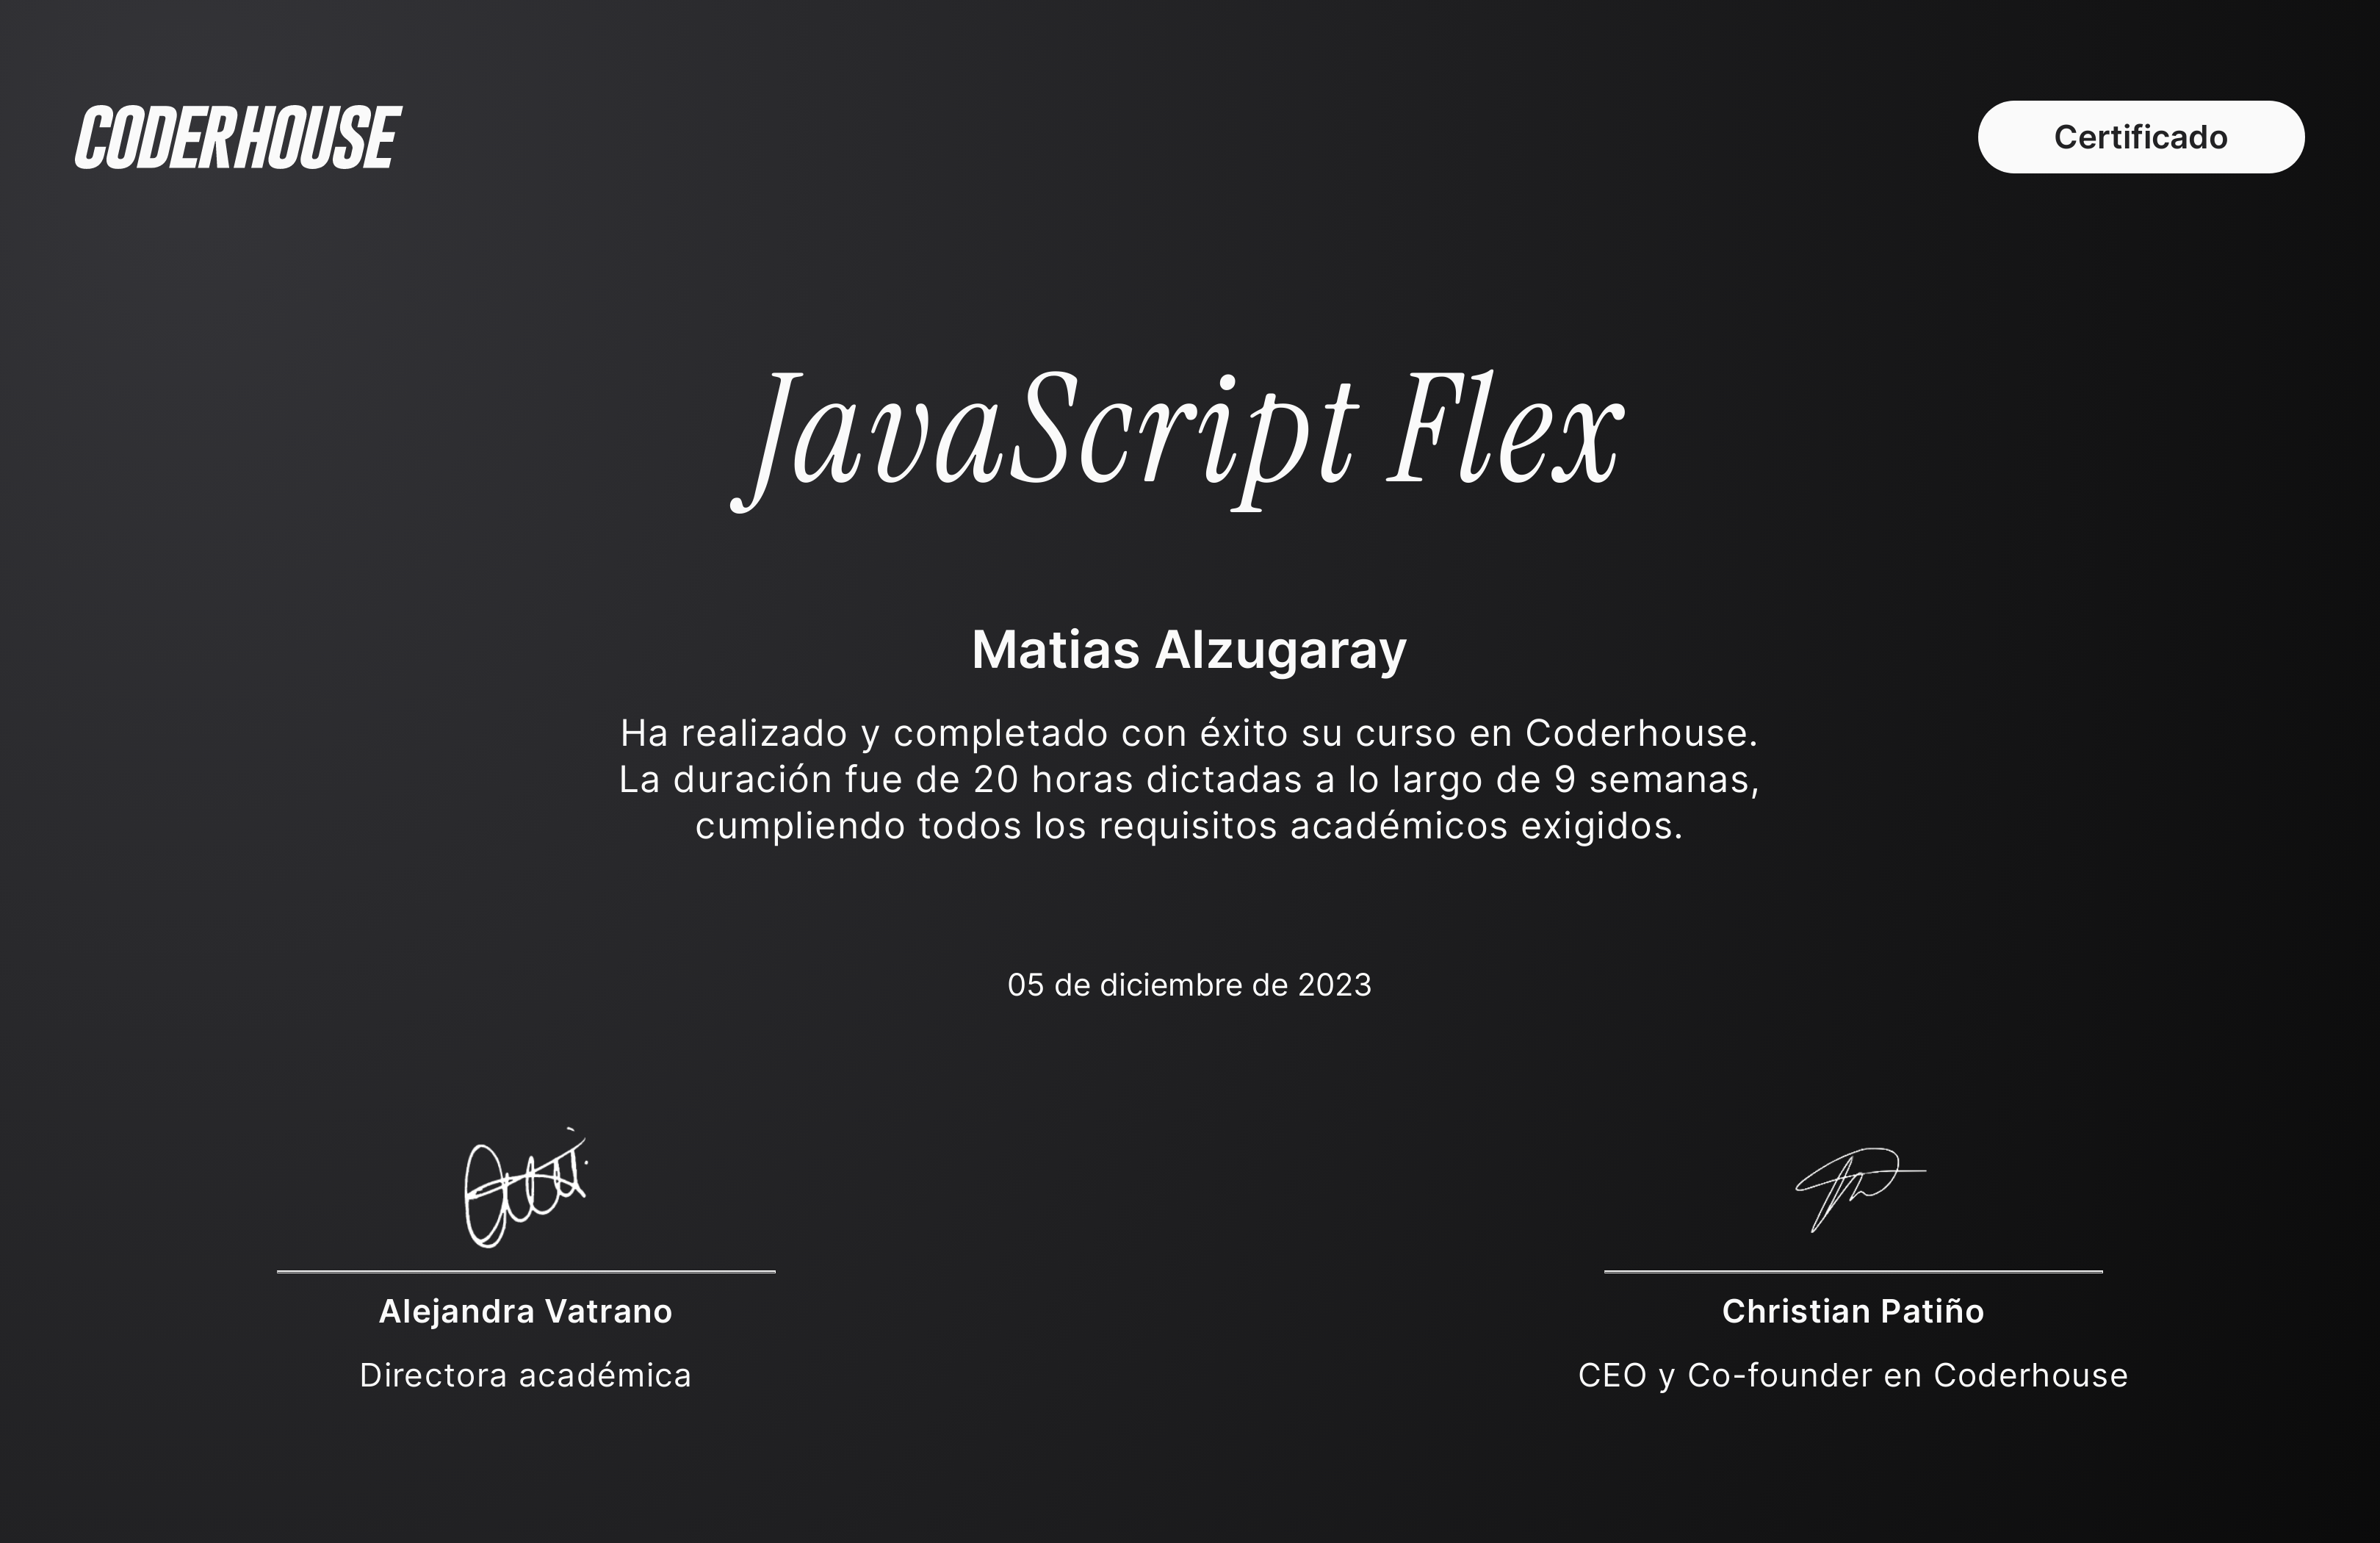 CODERHOUSE
Certificado
JavaScript Flex
Matias Alzugaray
Ha realizado y completado con éxito su curso en Coderhouse.
La duración fue de 20 horas dictadas a lo largo de 9 semanas,
cumpliendo todos los requisitos académicos exigidos.
05 de diciembre de 2023
Alejandra Vatrano
Directora académica
Christian Patiño
CEO y Co-founder en Coderhouse